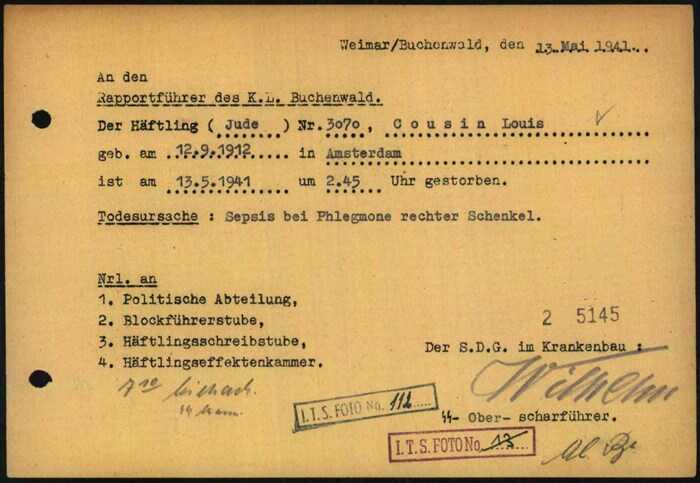 Weimar/Buchenwald, den 13 Mai 1941.
An den
Rapportführer des K.L. Buchenwald.
Der Häftling ( Jude ) Nr. 3070 , Cousin Louis
geb. am 12.9.1912 in Amsterdam
ist am 13.5.1941 um 2.45 Uhr gestorben.
Todesursache : Sepsis bei Phlegmone rechter Schenkel.
Nrl. an
1. Politische Abteilung,
2. Blockführerstube,
3. Häftlingsschreibstube,
4. Häftlingseffektenkammer.
2 5145
Der S.D.G. im Krankenbau :
Wilhelm
I.T.S. FOTO No. 112
SS- Ober- scharführer.
I.T.S. FOTO No. 13